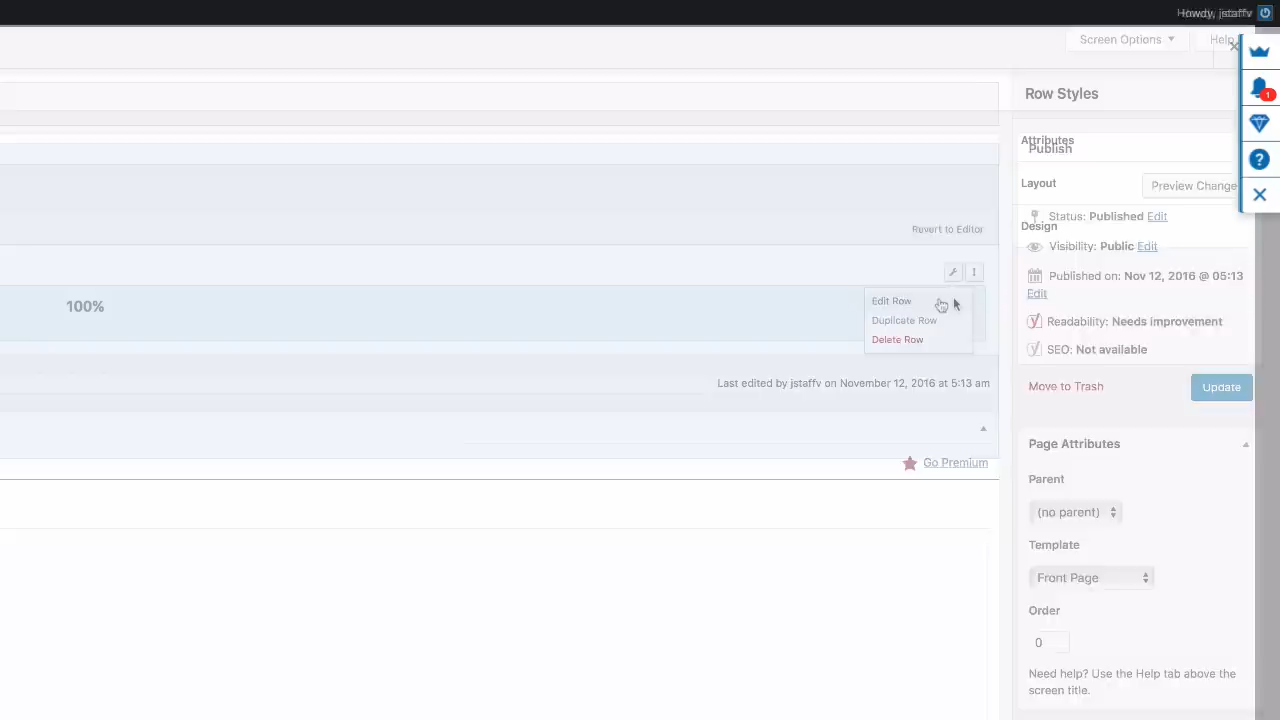 Howdy, jstaffv
Screen Options
Help
Row Styles
Attributes
Publish
Layout
Preview Change
Status: Published Edit
Design
Revert to Editor
Visibility: Public Edit
Published on: Nov 12, 2016 @ 05:13
Edit
100%
Edit Row
Duplicate Row
Delete Row
Readability: Needs improvement
SEO: Not available
Last edited by jstaffv on November 12, 2016 at 5:13 am
Move to Trash
Update
Page Attributes
Go Premium
Parent
(no parent)
Template
Front Page
Order
0
Need help? Use the Help tab above the
screen title.
1
?